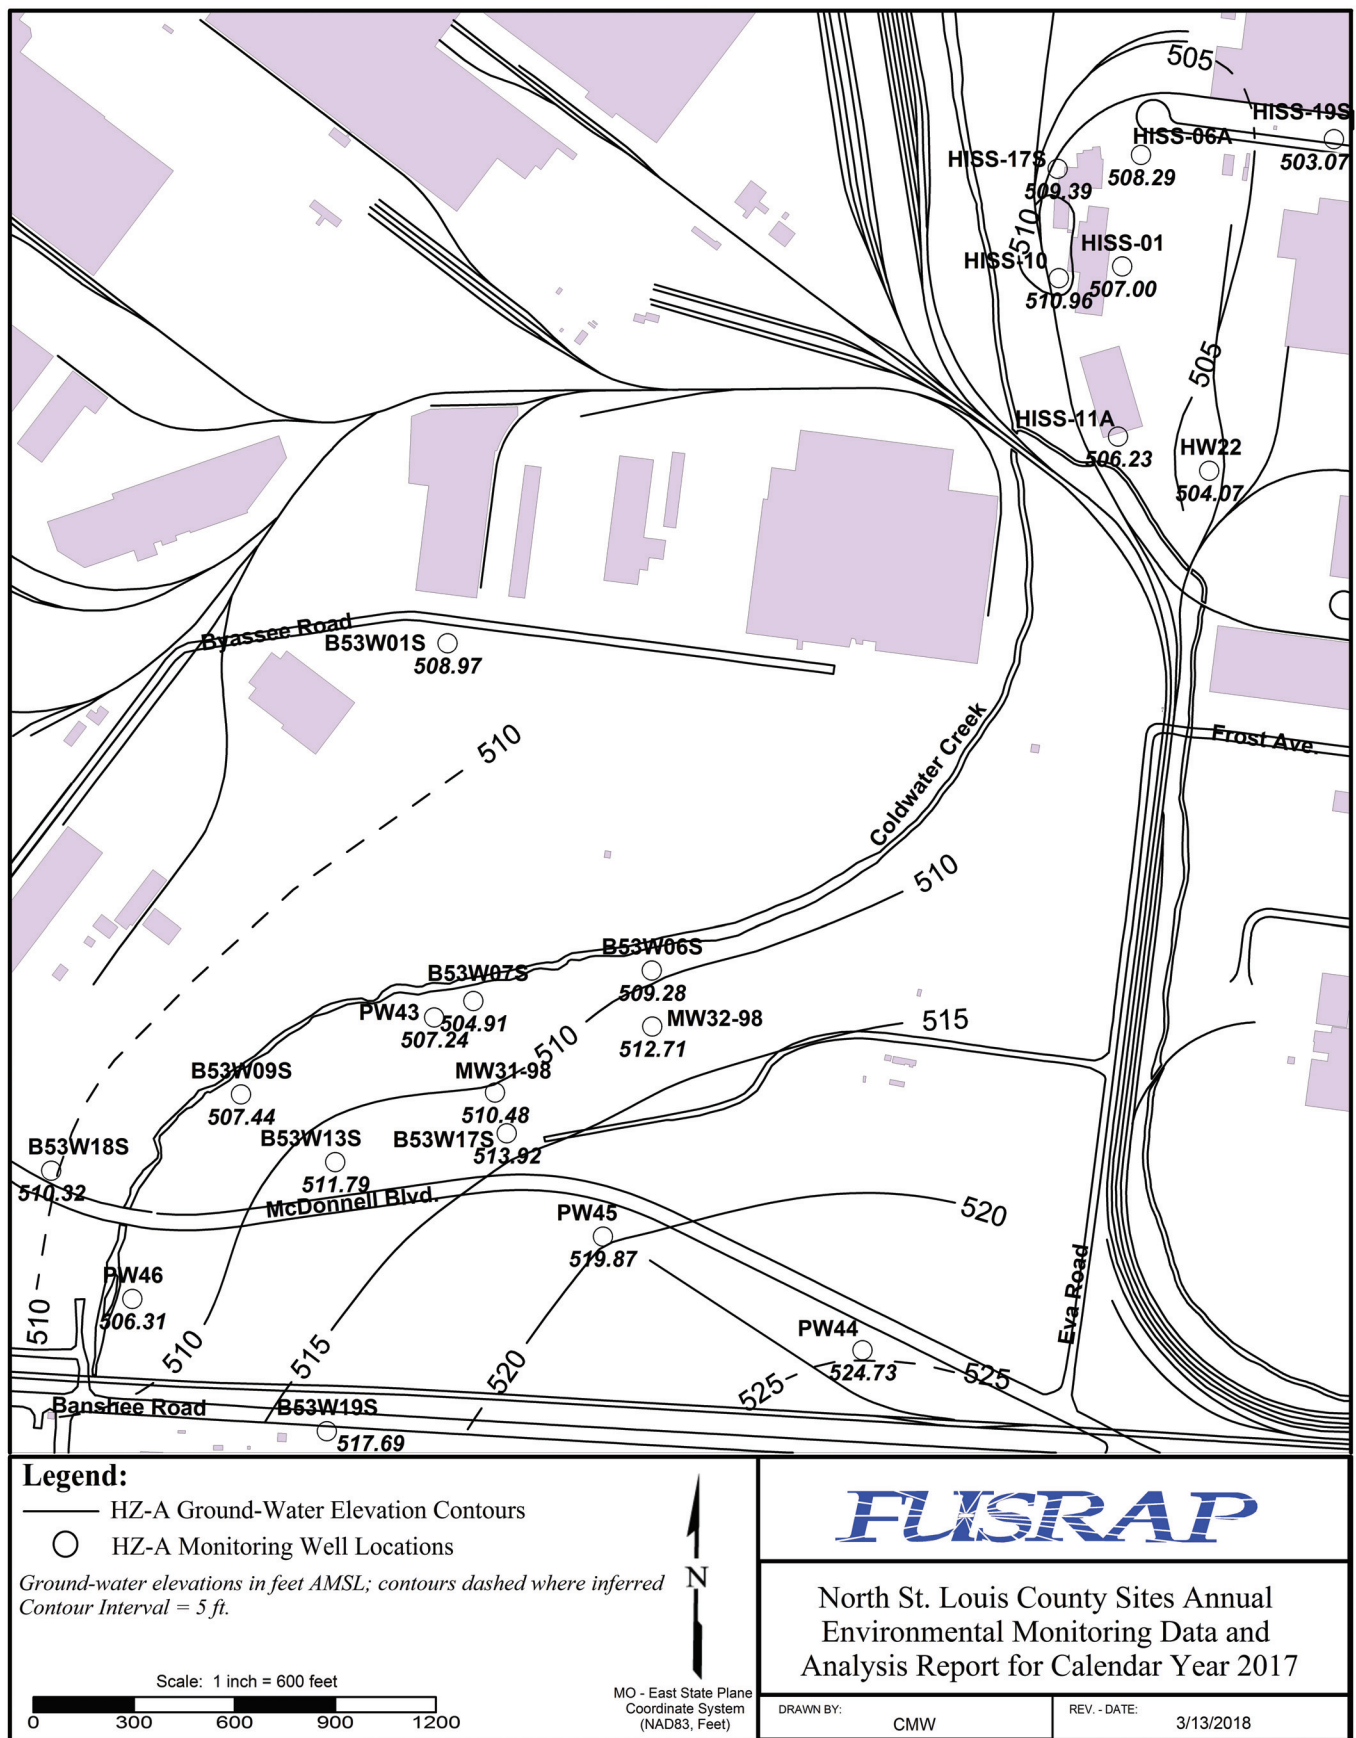 505
HISS-19S
503.07
HISS-06A
508.29
HISS-17S
509.39
510
HISS-01
507.00
HISS-10
510.96
505
HISS-11A
506.23
HW22
504.07
Byassee Road
B53W01S
508.97
510
Coldwater Creek
Frost Ave.
510
B53W06S
509.28
B53W07S
504.91
PW43
507.24
MW32-98
512.71
515
510
B53W09S
507.44
MW31-98
510.48
B53W13S
511.79
B53W17S
513.92
B53W18S
510.32
McDonnell Blvd.
PW45
519.87
520
Eva Road
PW46
506.31
510
510
515
520
PW44
524.73
525
525
Banshee Road
B53W19S
517.69
Legend:
HZ-A Ground-Water Elevation Contours
HZ-A Monitoring Well Locations
Ground-water elevations in feet AMSL; contours dashed where inferred
Contour Interval = 5 ft.
Scale: 1 inch = 600 feet
0 300 600 900 1200
N
MO - East State Plane
Coordinate System
(NAD83, Feet)
FUSRAP
North St. Louis County Sites Annual
Environmental Monitoring Data and
Analysis Report for Calendar Year 2017
DRAWN BY:
CMW
REV. - DATE:
3/13/2018